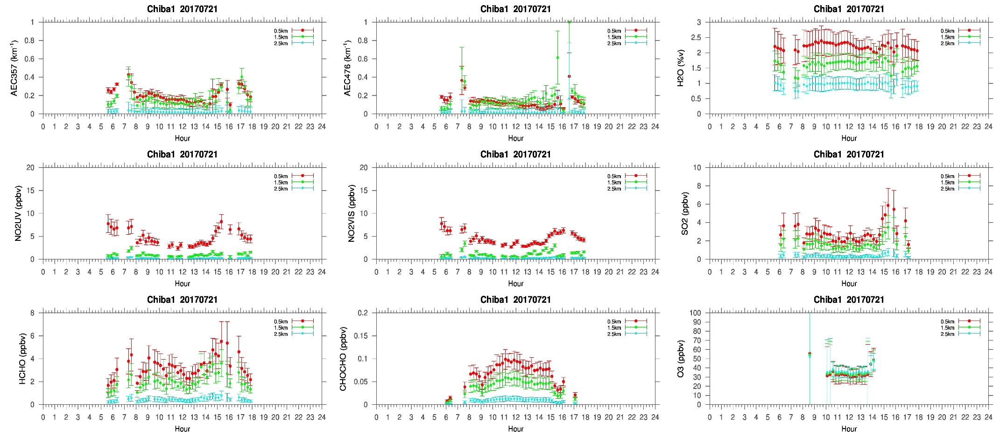 Chiba1 20170721
AEC357 (km-1)
1
0.8
0.6
0.4
0.2
0
0.5km
1.5km
2.5km
0 1 2 3 4 5 6 7 8 9 10 11 12 13 14 15 16 17 18 19 20 21 22 23 24
Hour
Chiba1 20170721
AEC476 (km-1)
1
0.8
0.6
0.4
0.2
0
0.5km
1.5km
2.5km
0 1 2 3 4 5 6 7 8 9 10 11 12 13 14 15 16 17 18 19 20 21 22 23 24
Hour
Chiba1 20170721
H2O (%v)
3
2.5
2
1.5
1
0.5
0
0.5km
1.5km
2.5km
0 1 2 3 4 5 6 7 8 9 10 11 12 13 14 15 16 17 18 19 20 21 22 23 24
Hour
Chiba1 20170721
NO2UV (ppbv)
20
15
10
5
0
0.5km
1.5km
2.5km
0 1 2 3 4 5 6 7 8 9 10 11 12 13 14 15 16 17 18 19 20 21 22 23 24
Hour
Chiba1 20170721
NO2VIS (ppbv)
20
15
10
5
0
0.5km
1.5km
2.5km
0 1 2 3 4 5 6 7 8 9 10 11 12 13 14 15 16 17 18 19 20 21 22 23 24
Hour
Chiba1 20170721
SO2 (ppbv)
10
8
6
4
2
0
0.5km
1.5km
2.5km
0 1 2 3 4 5 6 7 8 9 10 11 12 13 14 15 16 17 18 19 20 21 22 23 24
Hour
Chiba1 20170721
HCHO (ppbv)
8
6
4
2
0
0.5km
1.5km
2.5km
0 1 2 3 4 5 6 7 8 9 10 11 12 13 14 15 16 17 18 19 20 21 22 23 24
Hour
Chiba1 20170721
CHOCHO (ppbv)
0.2
0.15
0.1
0.05
0
0.5km
1.5km
2.5km
0 1 2 3 4 5 6 7 8 9 10 11 12 13 14 15 16 17 18 19 20 21 22 23 24
Hour
Chiba1 20170721
O3 (ppbv)
100
90
80
70
60
50
40
30
20
10
0
0.5km
1.5km
2.5km
0 1 2 3 4 5 6 7 8 9 10 11 12 13 14 15 16 17 18 19 20 21 22 23 24
Hour